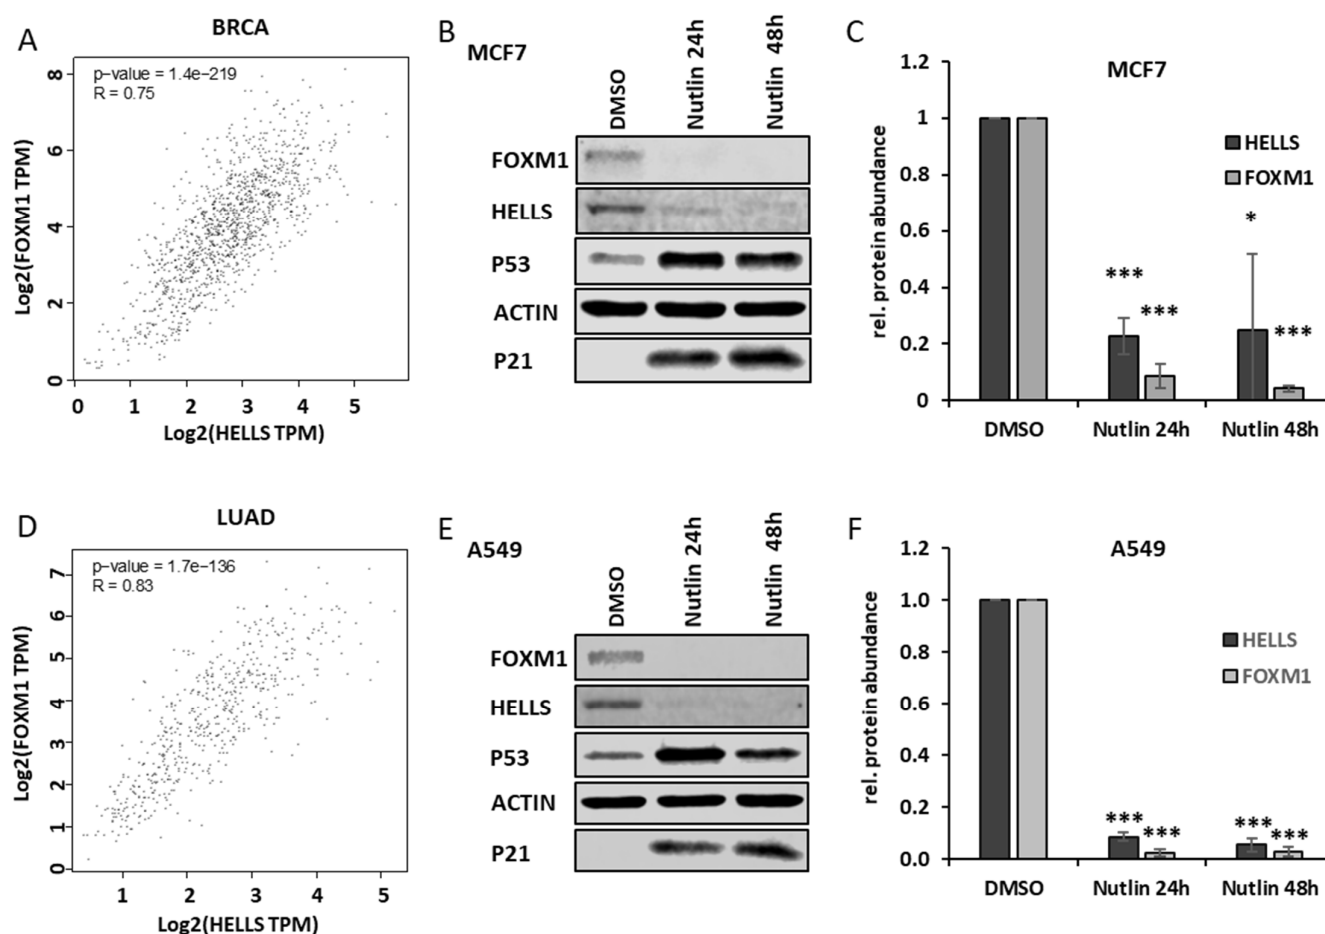 A
BRCA
p-value = 1.4e-219
R = 0.75
Log2(FOXM1 TPM)
8
6
4
2
0
0 1 2 3 4 5
Log2(HELLS TPM)
B
MCF7
DMSO
Nutlin 24h
Nutlin 48h
FOXM1
HELLS
P53
ACTIN
P21
C
MCF7
rel. protein abundance
1.2
1
0.8
0.6
0.4
0.2
0
HELLS
FOXM1
*** *** * ***
DMSO Nutlin 24h Nutlin 48h
D
LUAD
p-value = 1.7e-136
R = 0.83
Log2(FOXM1 TPM)
7
6
5
4
3
2
1
0
1 2 3 4 5
Log2(HELLS TPM)
E
A549
DMSO
Nutlin 24h
Nutlin 48h
FOXM1
HELLS
P53
ACTIN
P21
F
A549
rel. protein abundance
1.2
1.0
0.8
0.6
0.4
0.2
0.0
HELLS
FOXM1
*** *** *** ***
DMSO Nutlin 24h Nutlin 48h